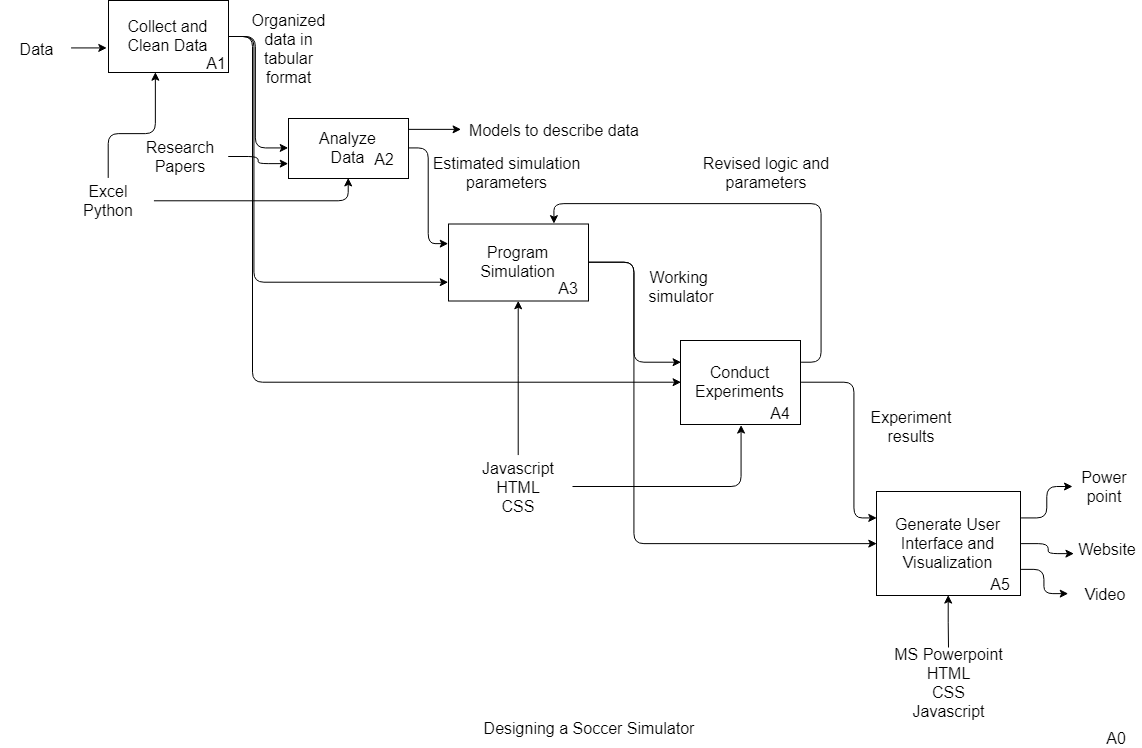 Data
Collect and
Clean Data
A1
Organized
data in
tabular
format
Research
Papers
Excel
Python
Analyze
Data A2
Models to describe data
Estimated simulation
parameters
Revised logic and
parameters
Program
Simulation
A3
Working
simulator
Conduct
Experiments
A4
Experiment
results
Javascript
HTML
CSS
Generate User
Interface and
Visualization
A5
Power
point
Website
Video
MS Powerpoint
HTML
CSS
Javascript
Designing a Soccer Simulator
A0